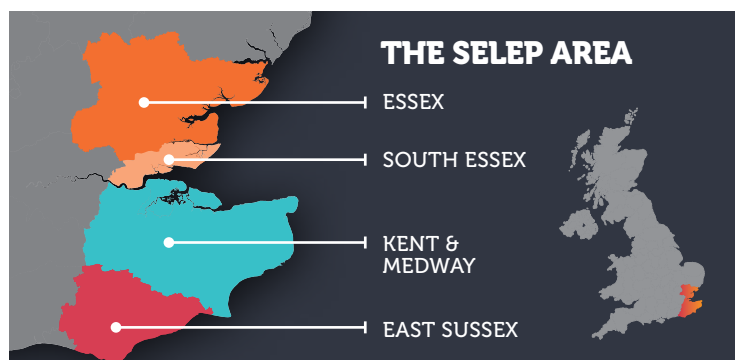 THE SELEP AREA
ESSEX
SOUTH ESSEX
KENT &
MEDWAY
EAST SUSSEX